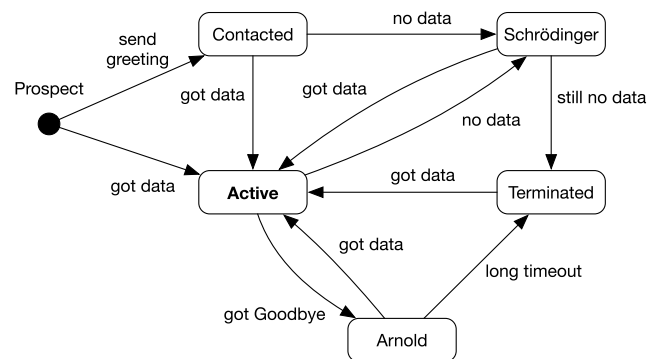 Contacted
no data
Schrödinger
send
greeting
Prospect
got data
got data
still no data
no data
got data
Active
got data
Terminated
got data
long timeout
got Goodbye
Arnold